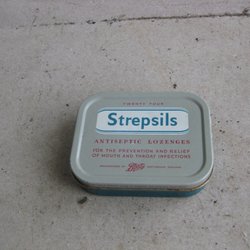 TWENTY FOUR
Strepsils
ANTISEPTIC LOZENGES
FOR THE PREVENTION AND RELIEF
OF MOUTH AND THROAT INFECTIONS
Boots